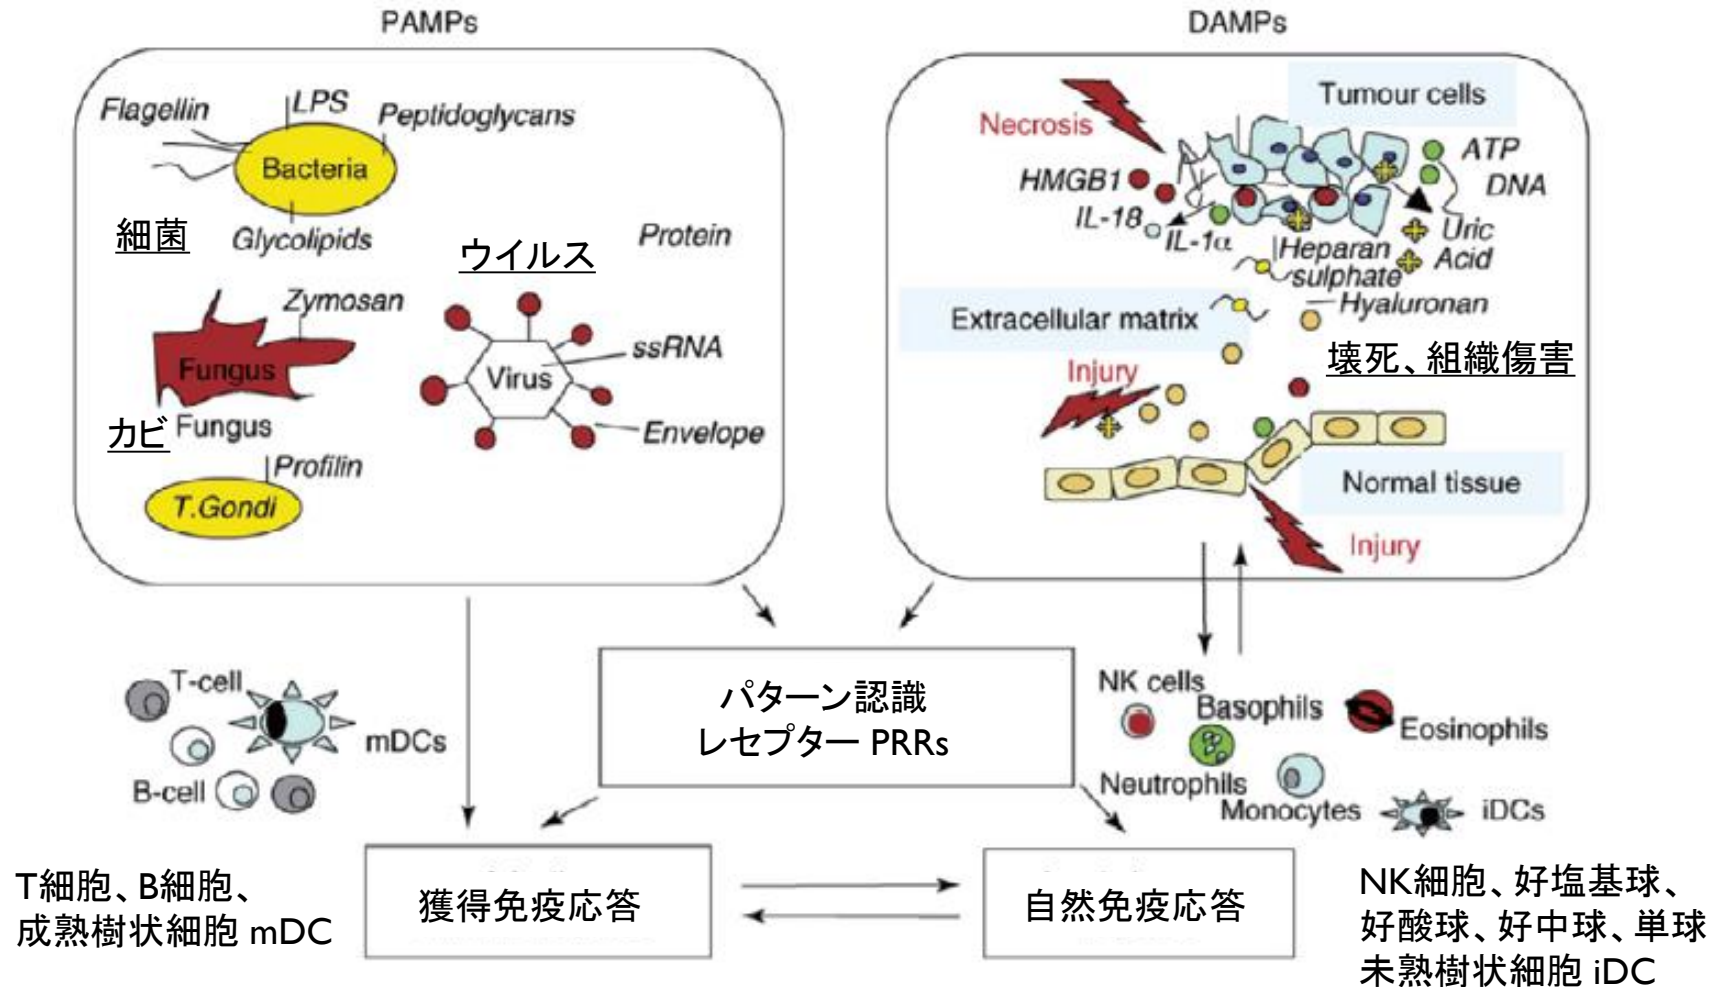 PAMPs
Flagellin
LPS
Peptidoglycans
Bacteria
細菌
Glycolipids
ウイルス
Protein
Zymosan
Fungus
ssRNA
Virus
カビ
Fungus
Envelope
Profilin
T.Gondi
DAMPs
Tumour cells
Necrosis
ATP
HMGB1
DNA
IL-18
IL-1α
Uric
Acid
Heparan
sulphate
Hyaluronan
Extracellular matrix
壊死、組織傷害
Injury
Normal tissue
Injury
T-cell
mDCs
B-cell
パターン認識
レセプター PRRs
NK cells
Basophils
Eosinophils
Neutrophils
Monocytes
iDCs
T細胞、B細胞、
成熟樹状細胞 mDC
獲得免疫応答
自然免疫応答
NK細胞、好塩基球、
好酸球、好中球、単球
未熟樹状細胞 iDC